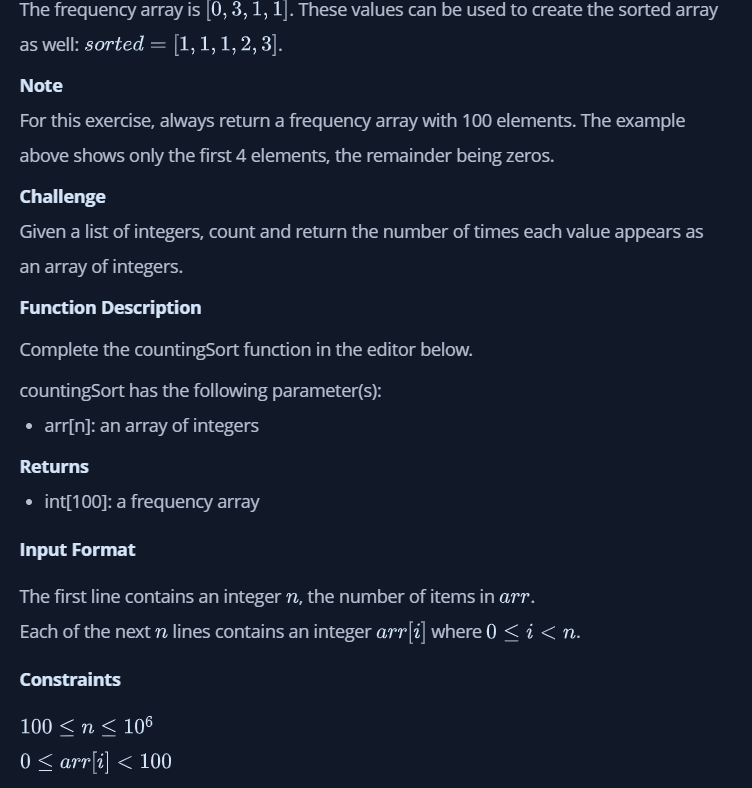 The frequency array is [0, 3, 1, 1]. These values can be used to create the sorted array
as well: sorted = [1, 1, 1, 2, 3].
Note
For this exercise, always return a frequency array with 100 elements. The example
above shows only the first 4 elements, the remainder being zeros.
Challenge
Given a list of integers, count and return the number of times each value appears as
an array of integers.
Function Description
Complete the countingSort function in the editor below.
countingSort has the following parameter(s):
• arr[n]: an array of integers
Returns
• int[100]: a frequency array
Input Format
The first line contains an integer n, the number of items in arr.
Each of the next n lines contains an integer arr[i] where 0 ≤ i < n.
Constraints
100 ≤ n ≤ 10⁶
0 ≤ arr[i] < 100